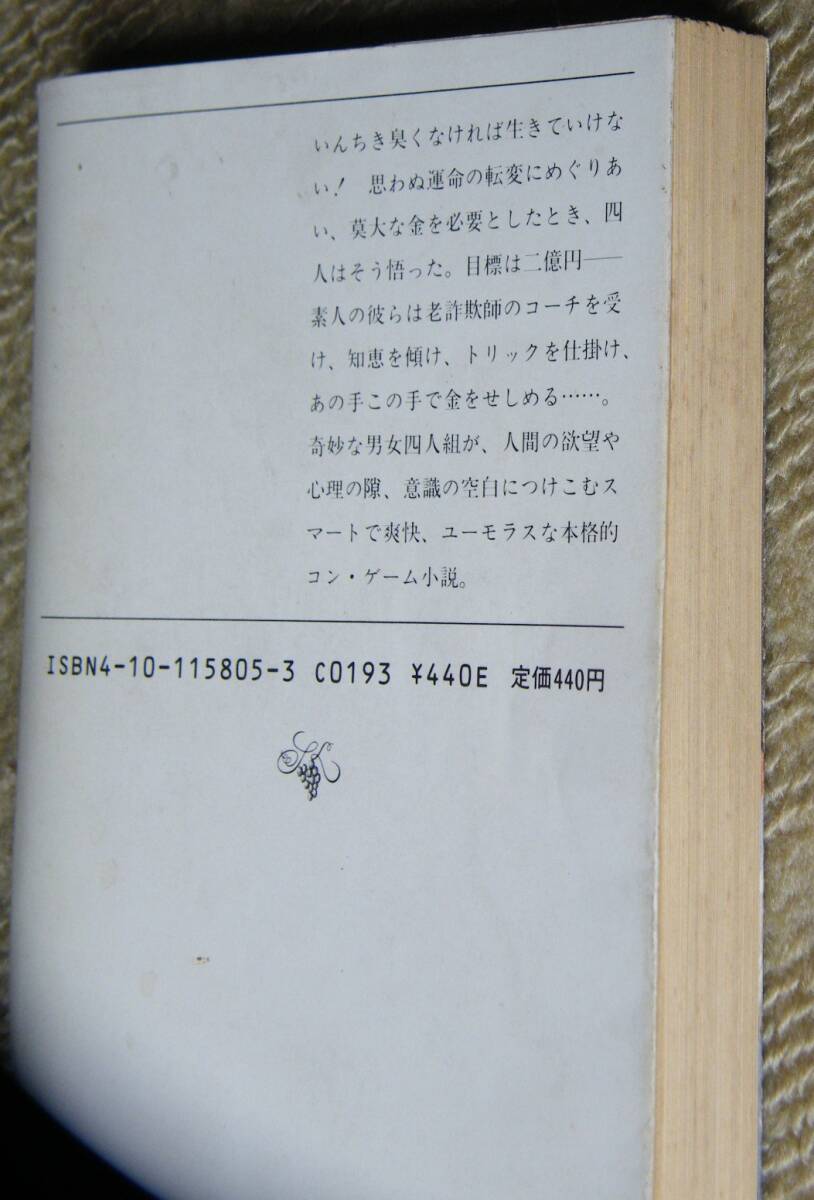 いんちき臭くなければ生きていけな
い！　思わぬ運命の転変にめぐりあ
い、莫大な金を必要としたとき、四
人はそう悟った。目標は二億円――
素人の彼らは老詐欺師のコーチを受
け、知恵を傾け、トリックを仕掛け、
あの手この手で金をせしめる……。
奇妙な男女四人組が、人間の欲望や
心理の隙、意識の空白につけこむス
マートで爽快、ユーモラスな本格的
コン・ゲーム小説。
ISBN4-10-115805-3 C0193 ¥440E 定価440円